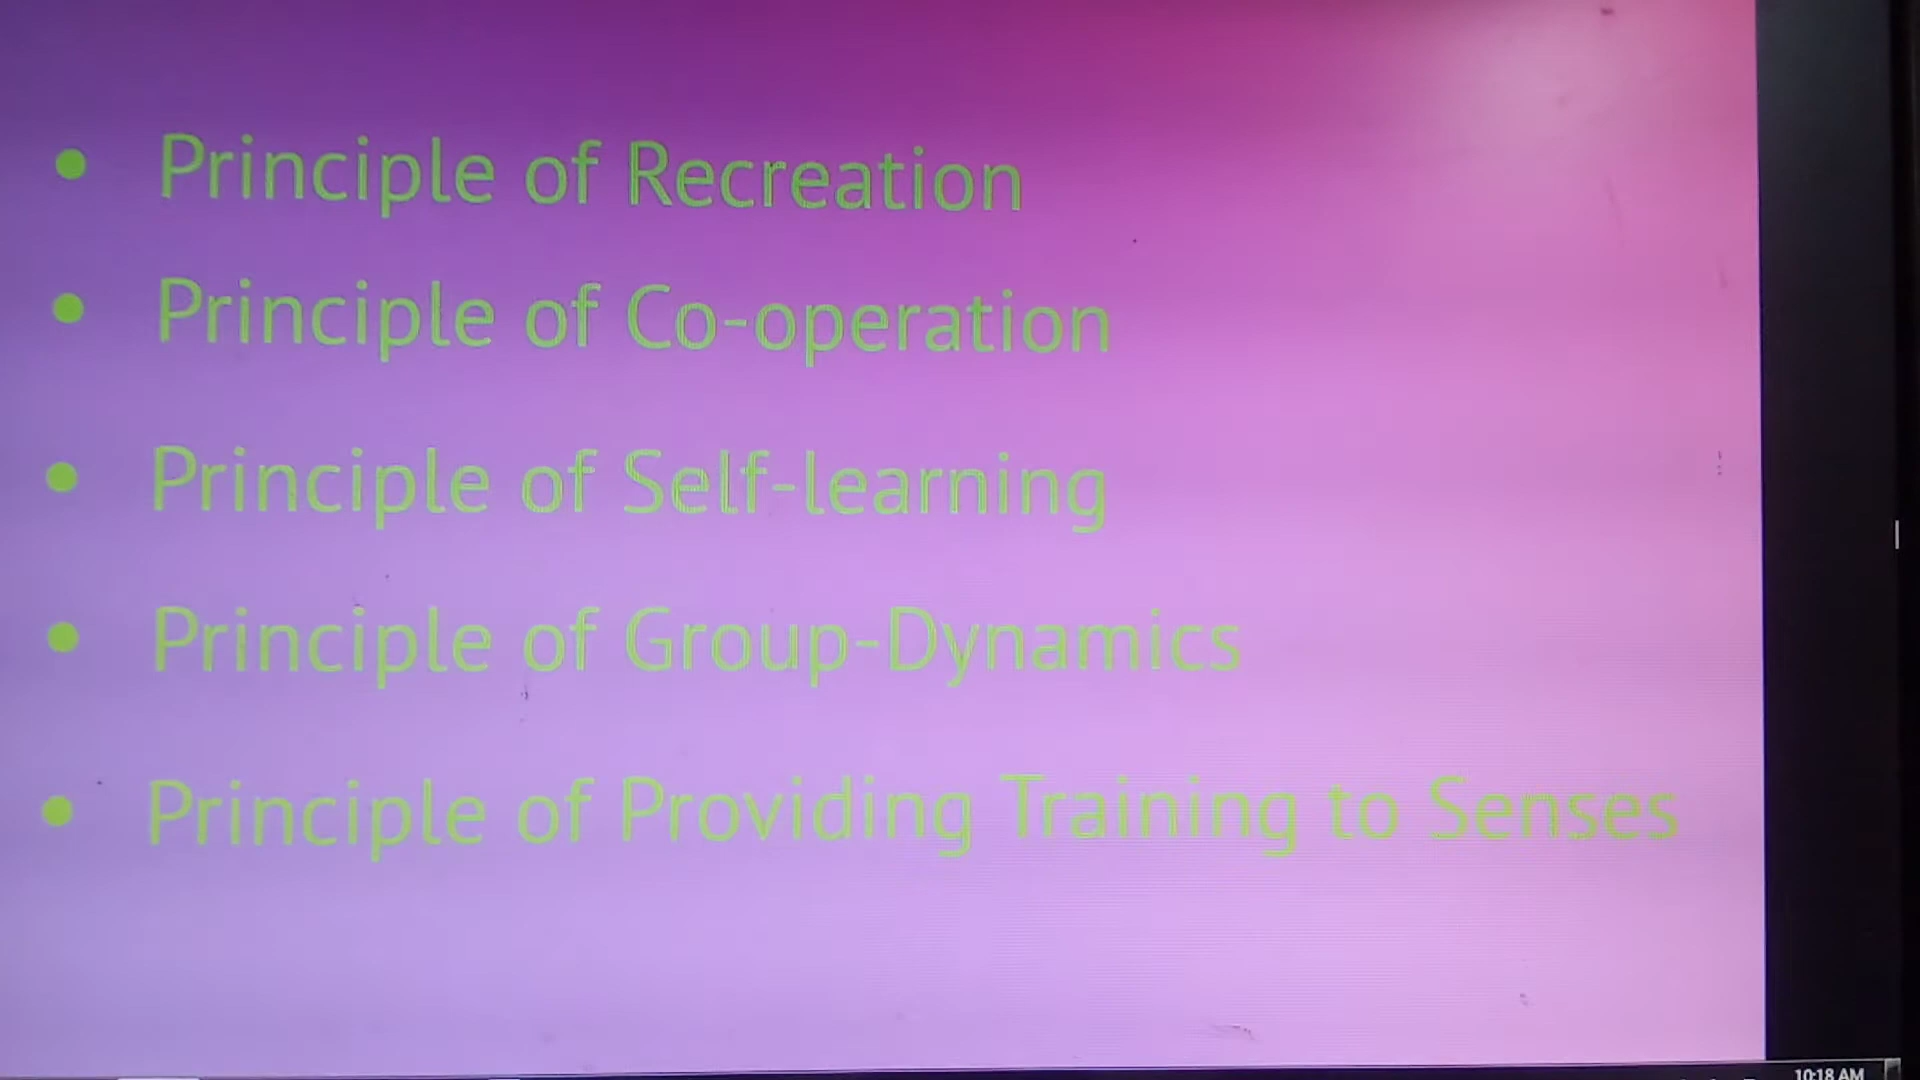 • Principle of Recreation
• Principle of Co-operation
• Principle of Self-learning
• Principle of Group-Dynamics
• Principle of Providing Training to Senses
10:18 AM